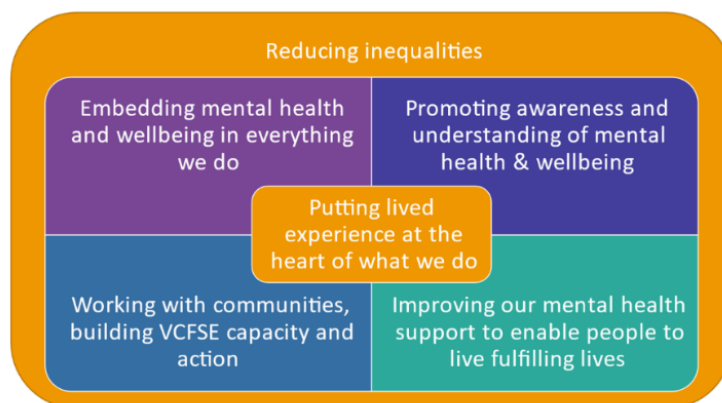 Reducing inequalities
Embedding mental health
and wellbeing in everything
we do
Promoting awareness and
understanding of mental
health & wellbeing
Putting lived
experience at the
heart of what we do
Working with communities,
building VCFSE capacity and
action
Improving our mental health
support to enable people to
live fulfilling lives